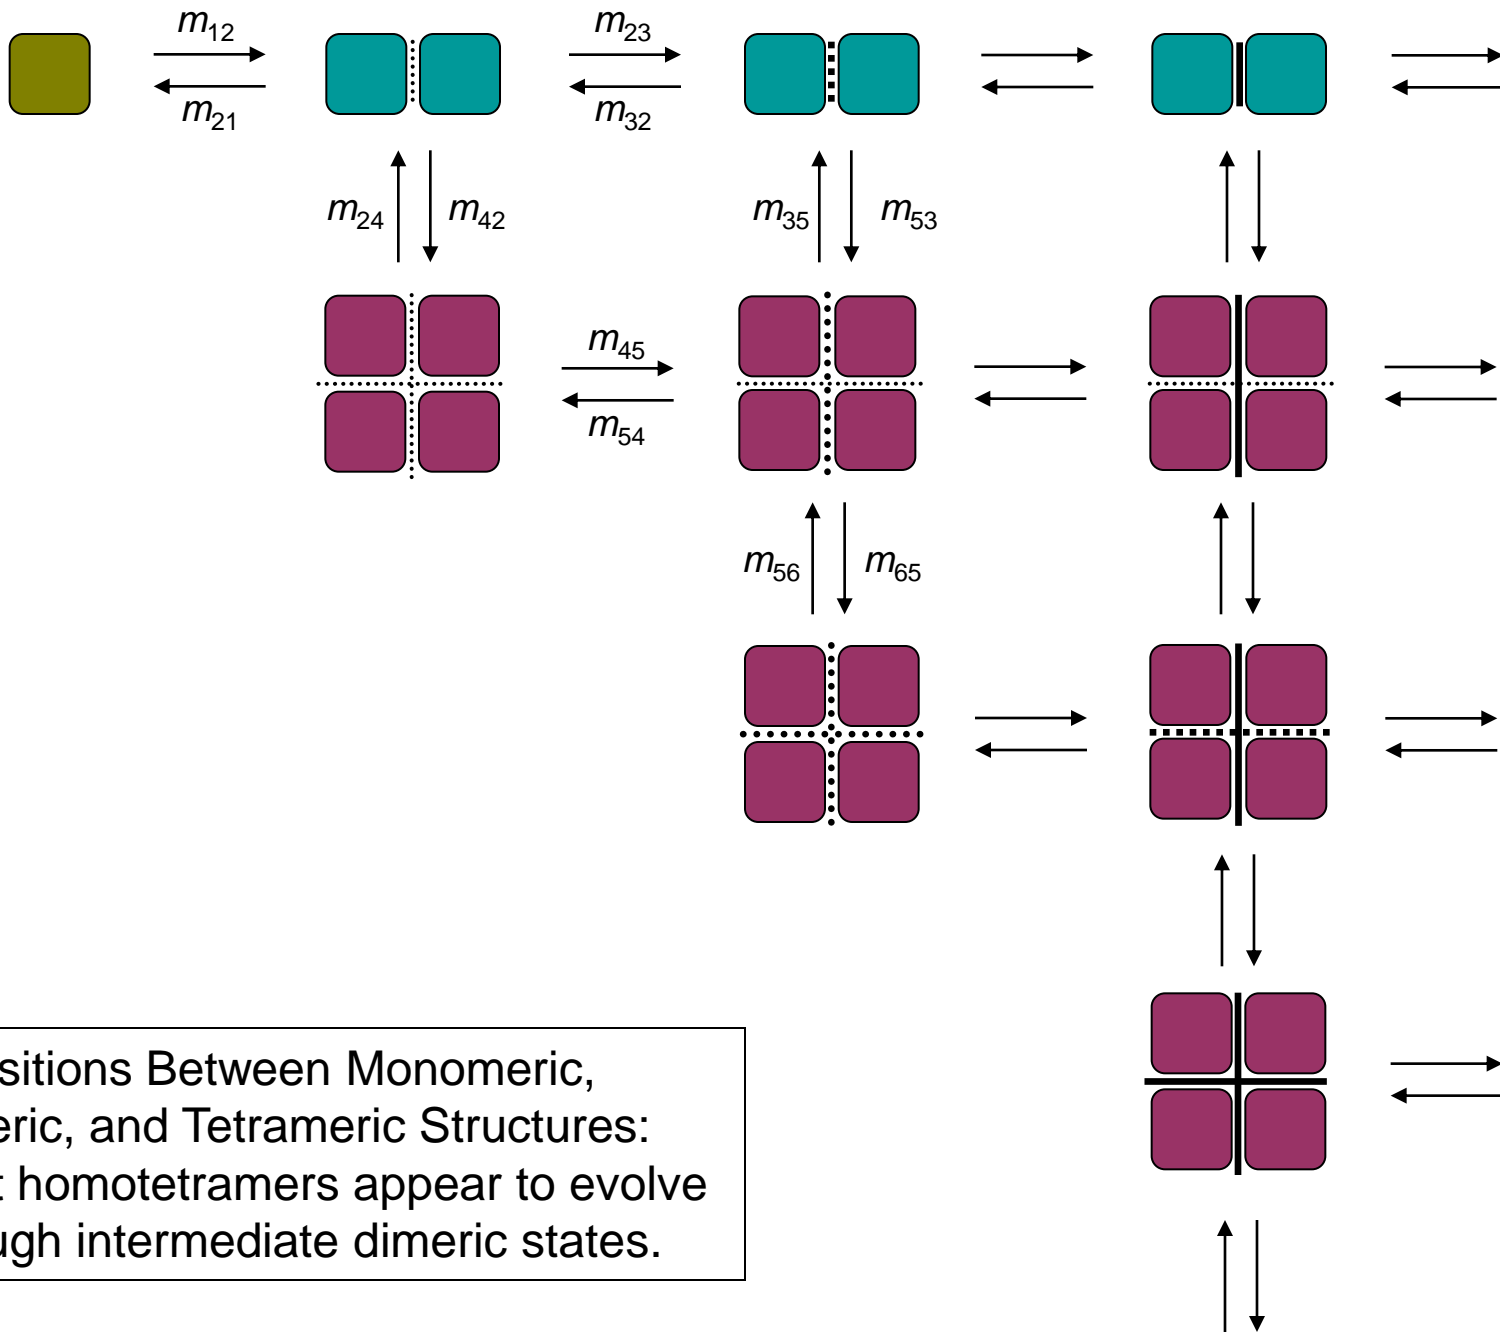 m12
m23
m21
m32
m24
m42
m35
m53
m45
m54
m56
m65
sitions Between Monomeric,
eric, and Tetrameric Structures:
t homotetramers appear to evolve
ugh intermediate dimeric states.